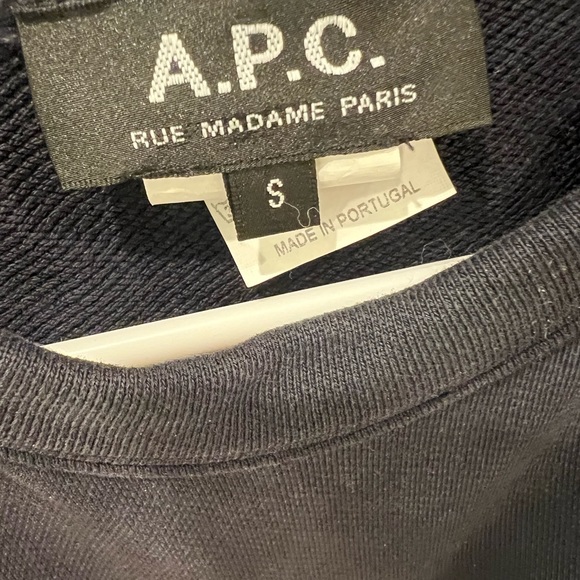 A.P.C.
RUE MADAME PARIS
S
MADE IN PORTUGAL